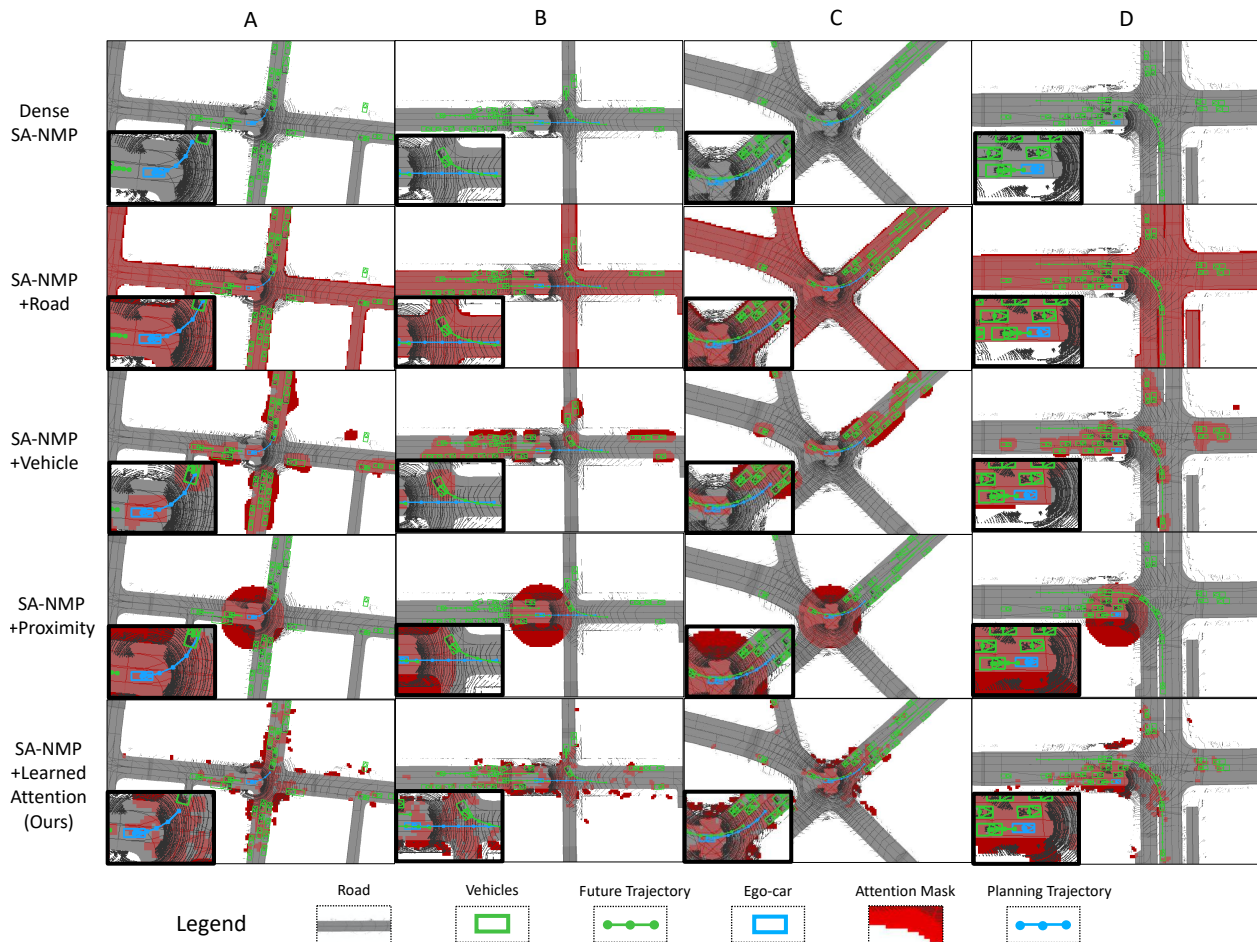 A
B
C
D
Dense
SA-NMP
SA-NMP
+Road
SA-NMP
+Vehicle
SA-NMP
+Proximity
SA-NMP
+Learned
Attention
(Ours)
Legend
Road
Vehicles
Future Trajectory
Ego-car
Attention Mask
Planning Trajectory